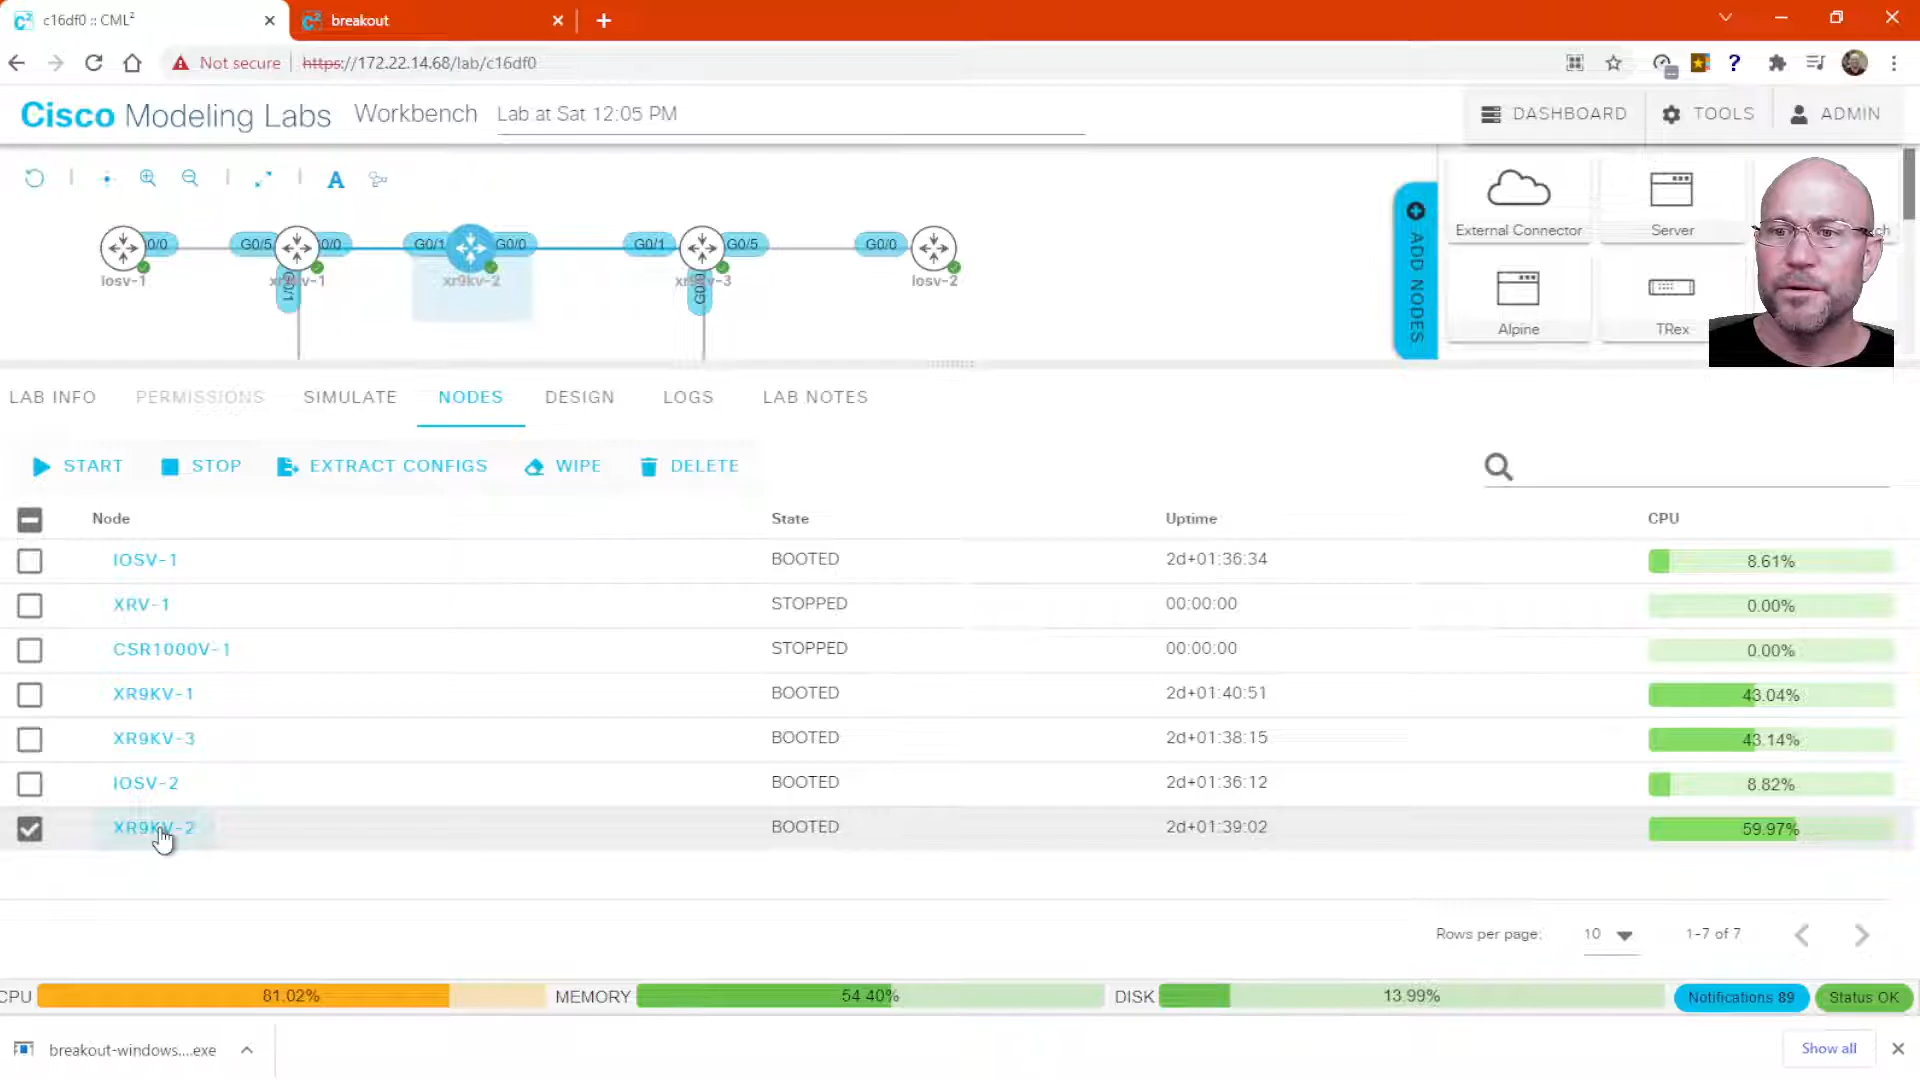 c16df0 :: CML²
breakout
Not secure
https://172.22.14.68/lab/c16df0
Cisco Modeling Labs
Workbench
Lab at Sat 12:05 PM
DASHBOARD
TOOLS
ADMIN
A
G0/5
G0/1
G0/0
G0/1
G0/5
G0/0
iosv-1
xr9kv-2
iosv-2
G0/1
ADD NODES
External Connector
Server
Alpine
TRex
LAB INFO
PERMISSIONS
SIMULATE
NODES
DESIGN
LOGS
LAB NOTES
START
STOP
EXTRACT CONFIGS
WIPE
DELETE
Node State Uptime CPU
IOSV-1 BOOTED 2d+01:36:34 8.61%
XRV-1 STOPPED 00:00:00 0.00%
CSR1000V-1 STOPPED 00:00:00 0.00%
XR9KV-1 BOOTED 2d+01:40:51 43.04%
XR9KV-3 BOOTED 2d+01:38:15 43.14%
IOSV-2 BOOTED 2d+01:36:12 8.82%
XR9KV-2 BOOTED 2d+01:39:02 59.97%
Rows per page: 10 1-7 of 7
CPU 81.02% MEMORY 54.40% DISK 13.99% Notifications 89 Status OK
breakout-windows....exe
Show all